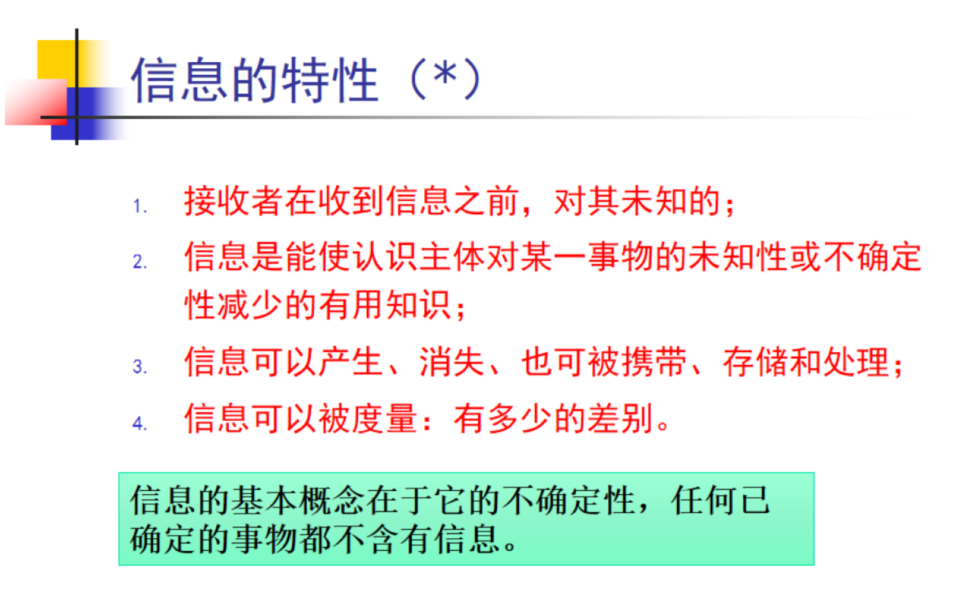 信息的特性（*）
1. 接收者在收到信息之前，对其未知的；
2. 信息是能使认识主体对某一事物的未知性或不确定
性减少的有用知识；
3. 信息可以产生、消失、也可被携带、存储和处理；
4. 信息可以被度量：有多少的差别。
信息的基本概念在于它的不确定性，任何已
确定的事物都不含有信息。